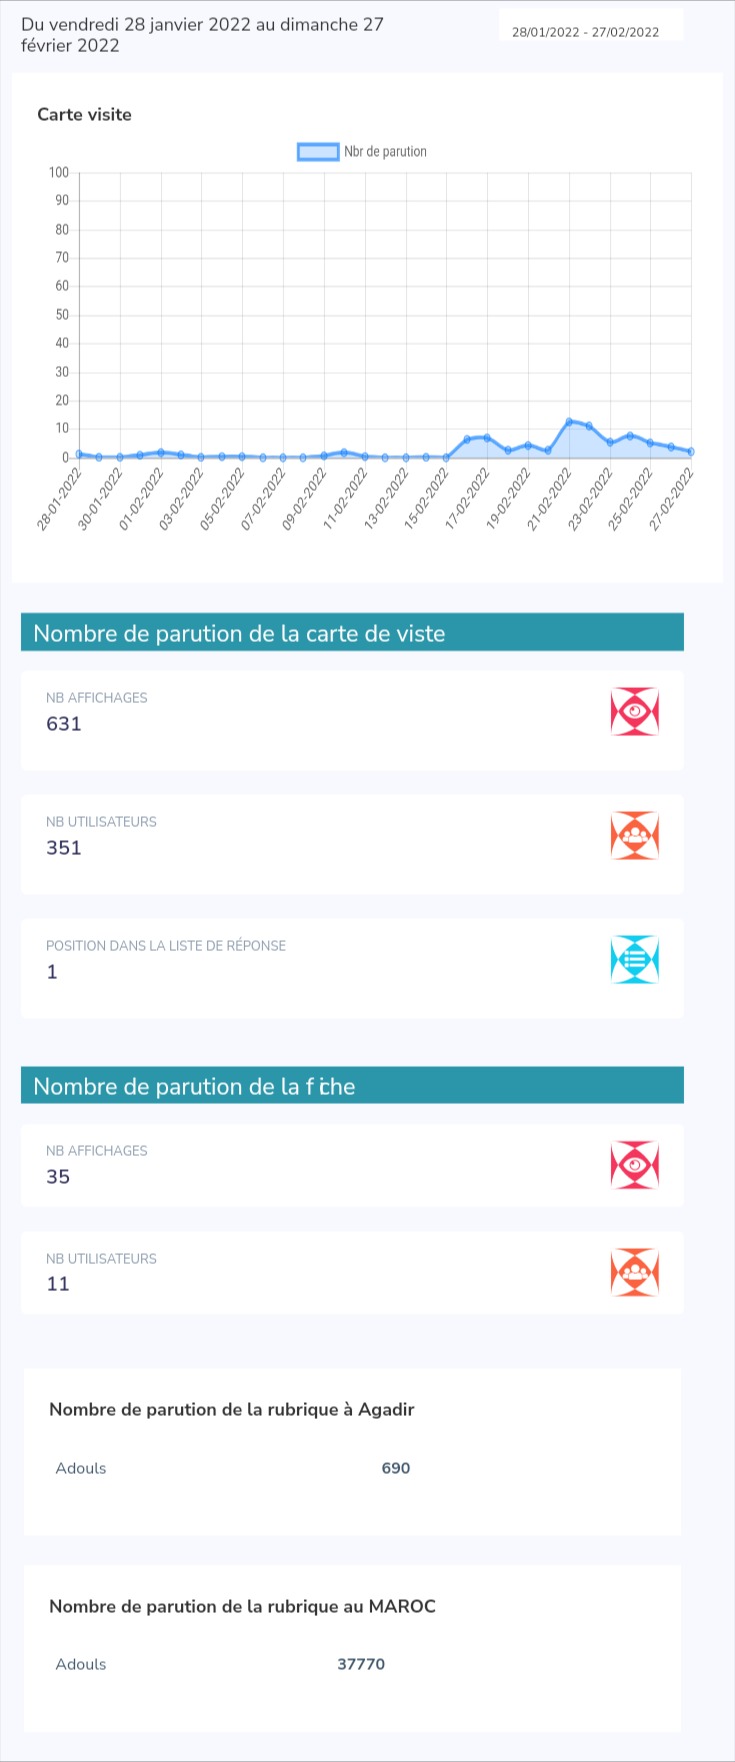 Du vendredi 28 janvier 2022 au dimanche 27
février 2022
28/01/2022 - 27/02/2022
Carte visite
Nbr de parution
100
90
80
70
60
50
40
30
20
10
0
28-01-2022
30-01-2022
01-02-2022
03-02-2022
05-02-2022
07-02-2022
09-02-2022
11-02-2022
13-02-2022
15-02-2022
17-02-2022
19-02-2022
21-02-2022
23-02-2022
25-02-2022
27-02-2022
Nombre de parution de la carte de viste
NB AFFICHAGES
631
NB UTILISATEURS
351
POSITION DANS LA LISTE DE RÉPONSE
1
Nombre de parution de la fiche
NB AFFICHAGES
35
NB UTILISATEURS
11
Nombre de parution de la rubrique à Agadir
Adouls 690
Nombre de parution de la rubrique au MAROC
Adouls 37770